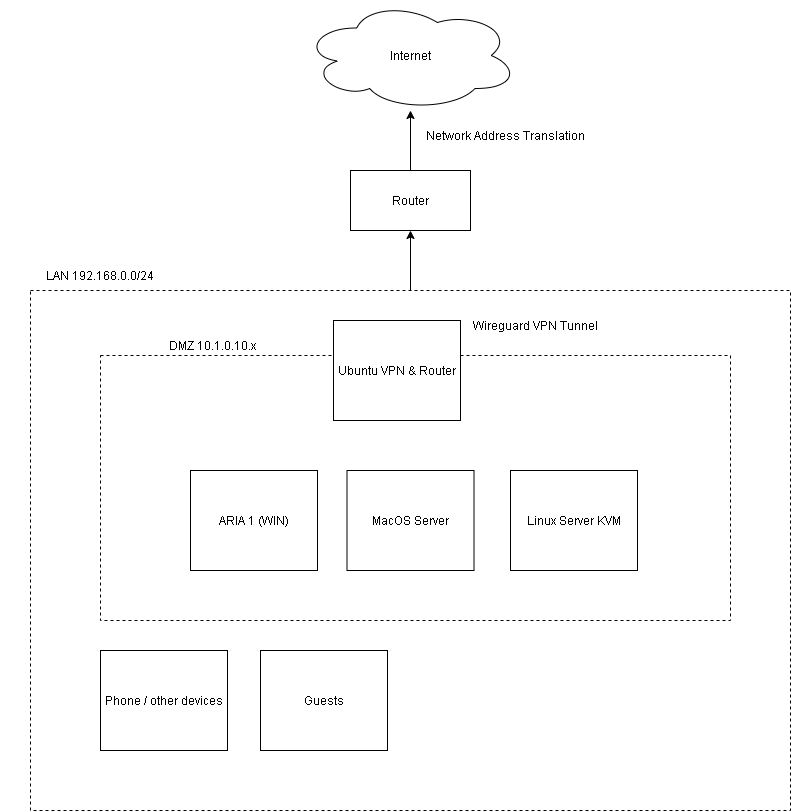 Internet
Network Address Translation
Router
LAN 192.168.0.0/24
Wireguard VPN Tunnel
DMZ 10.1.0.10.x
Ubuntu VPN & Router
ARIA 1 (WIN)
MacOS Server
Linux Server KVM
Phone / other devices
Guests